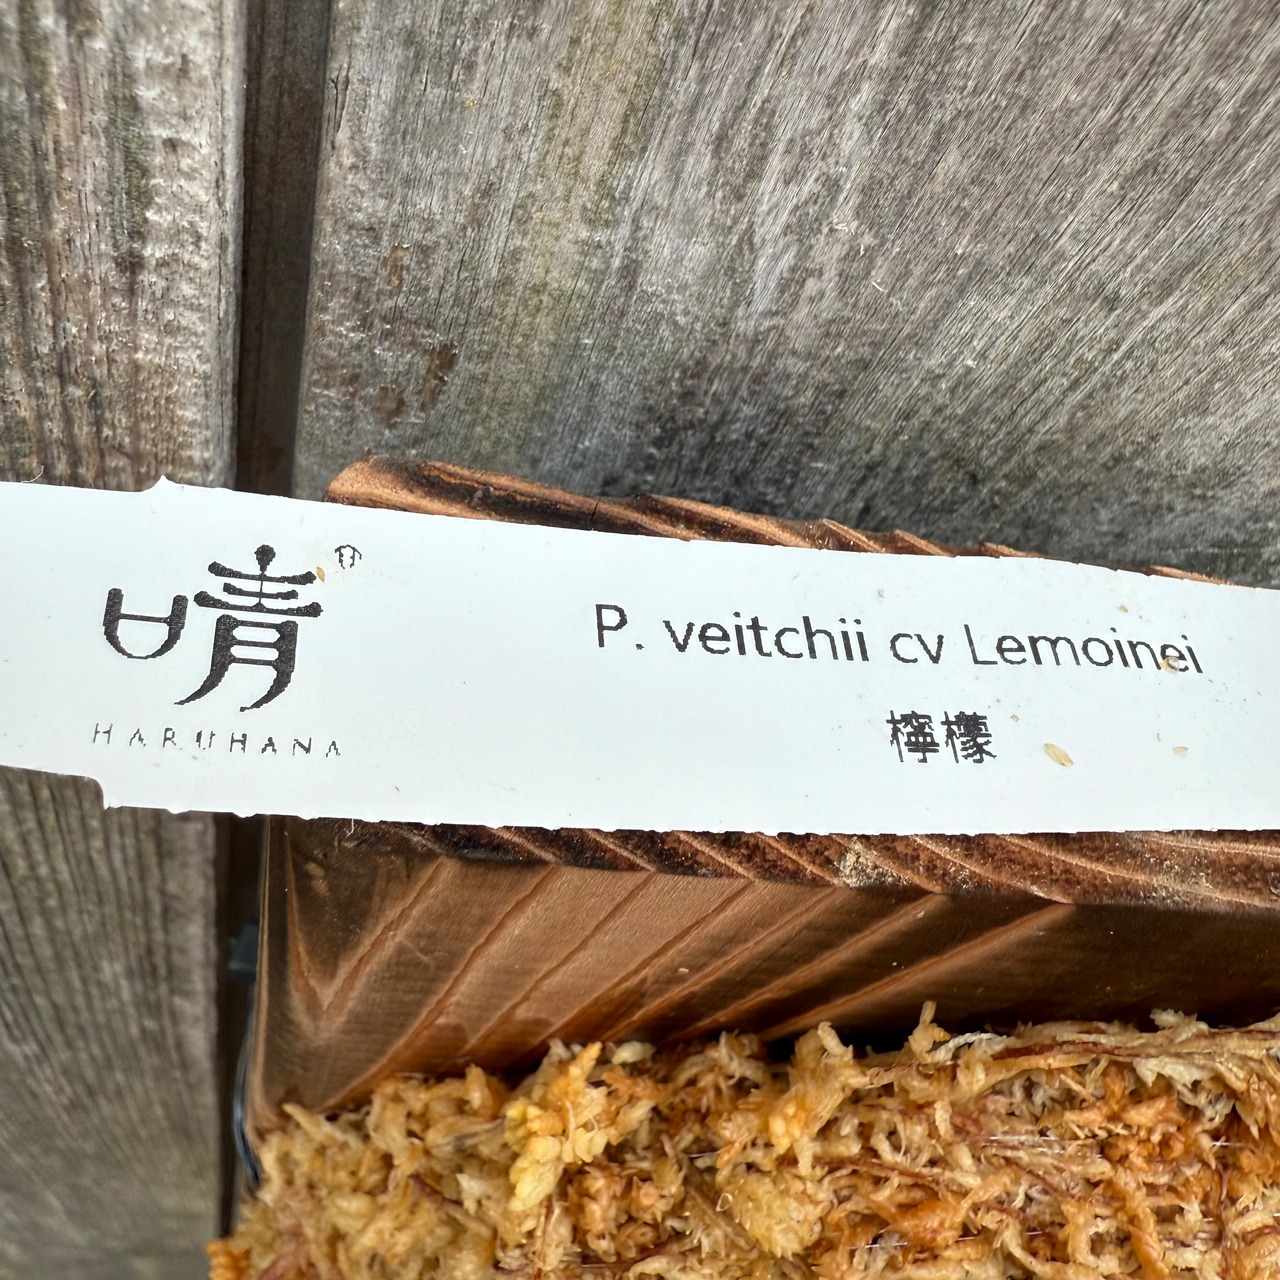 晴
HARUHANA
P. veitchii cv Lemoinei
檸檬